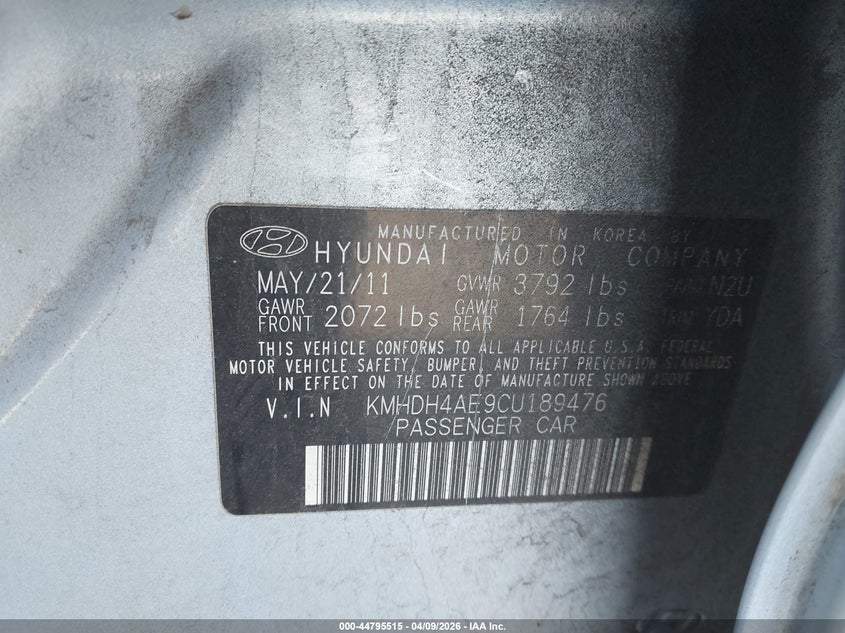 MANUFACTURED IN KOREA BY
HYUNDAI MOTOR COMPANY
MAY/21/11 GVWR 3792 lbs PAINT N2U
GAWR FRONT 2072 lbs GAWR REAR 1764 lbs TRIM YDA
THIS VEHICLE CONFORMS TO ALL APPLICABLE U.S.A. FEDERAL
MOTOR VEHICLE SAFETY, BUMPER, AND THEFT PREVENTION STANDARDS
IN EFFECT ON THE DATE OF MANUFACTURE SHOWN ABOVE
V.I.N KMHDH4AE9CU189476
PASSENGER CAR
000-44795515 - 04/09/2026 - IAA Inc.